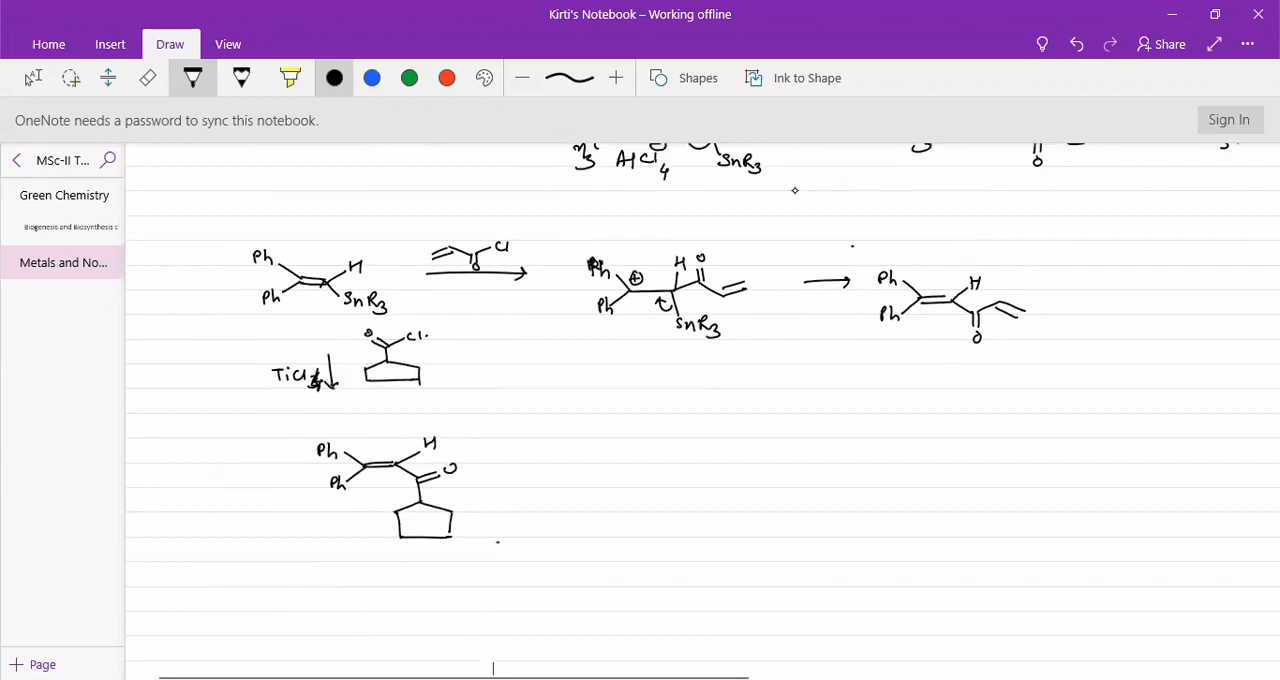 Kirti's Notebook – Working offline
Home Insert Draw View Share
Shapes Ink to Shape
OneNote needs a password to sync this notebook. Sign In
MSc-II T...
Green Chemistry
Biogenesis and Biosynthesis
Metals and No...
Page
AlCl4 SnR3 O
Ph H Cl O H O Ph H
Ph SnR3 Ph SnR3 Ph O
O Cl
TiCl4
Ph H
Ph O